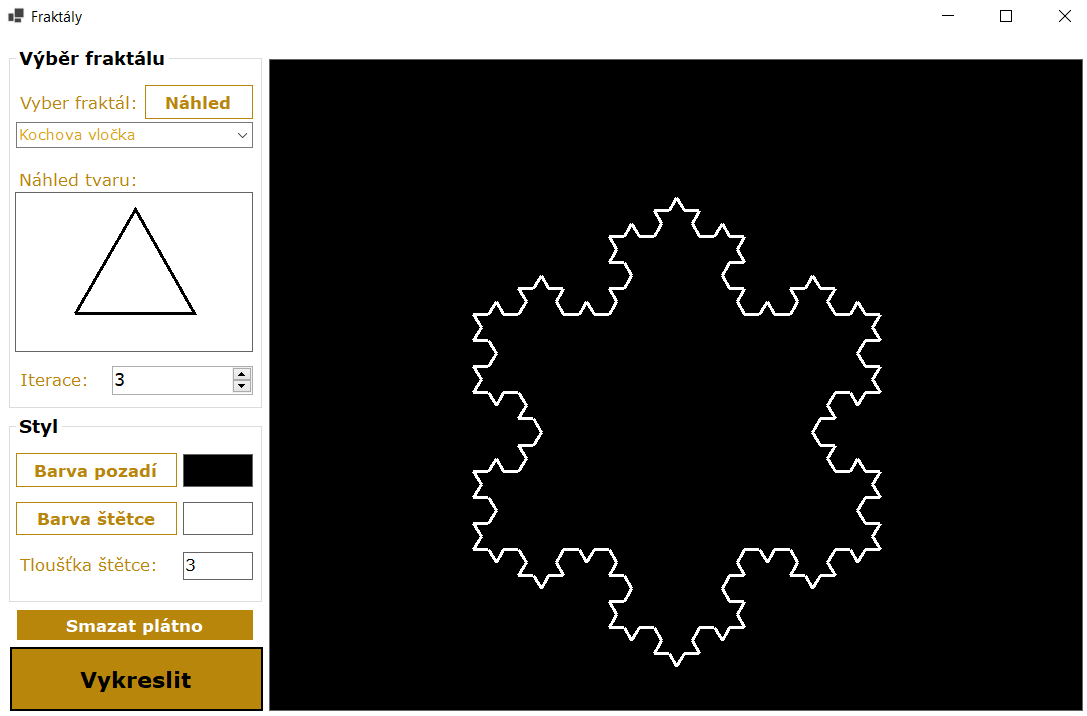 Fraktály
Výběr fraktálu
Vyber fraktál: Náhled
Kochova vločka
Náhled tvaru:
Iterace: 3
Styl
Barva pozadí
Barva štětce
Tloušťka štětce: 3
Smazat plátno
Vykreslit